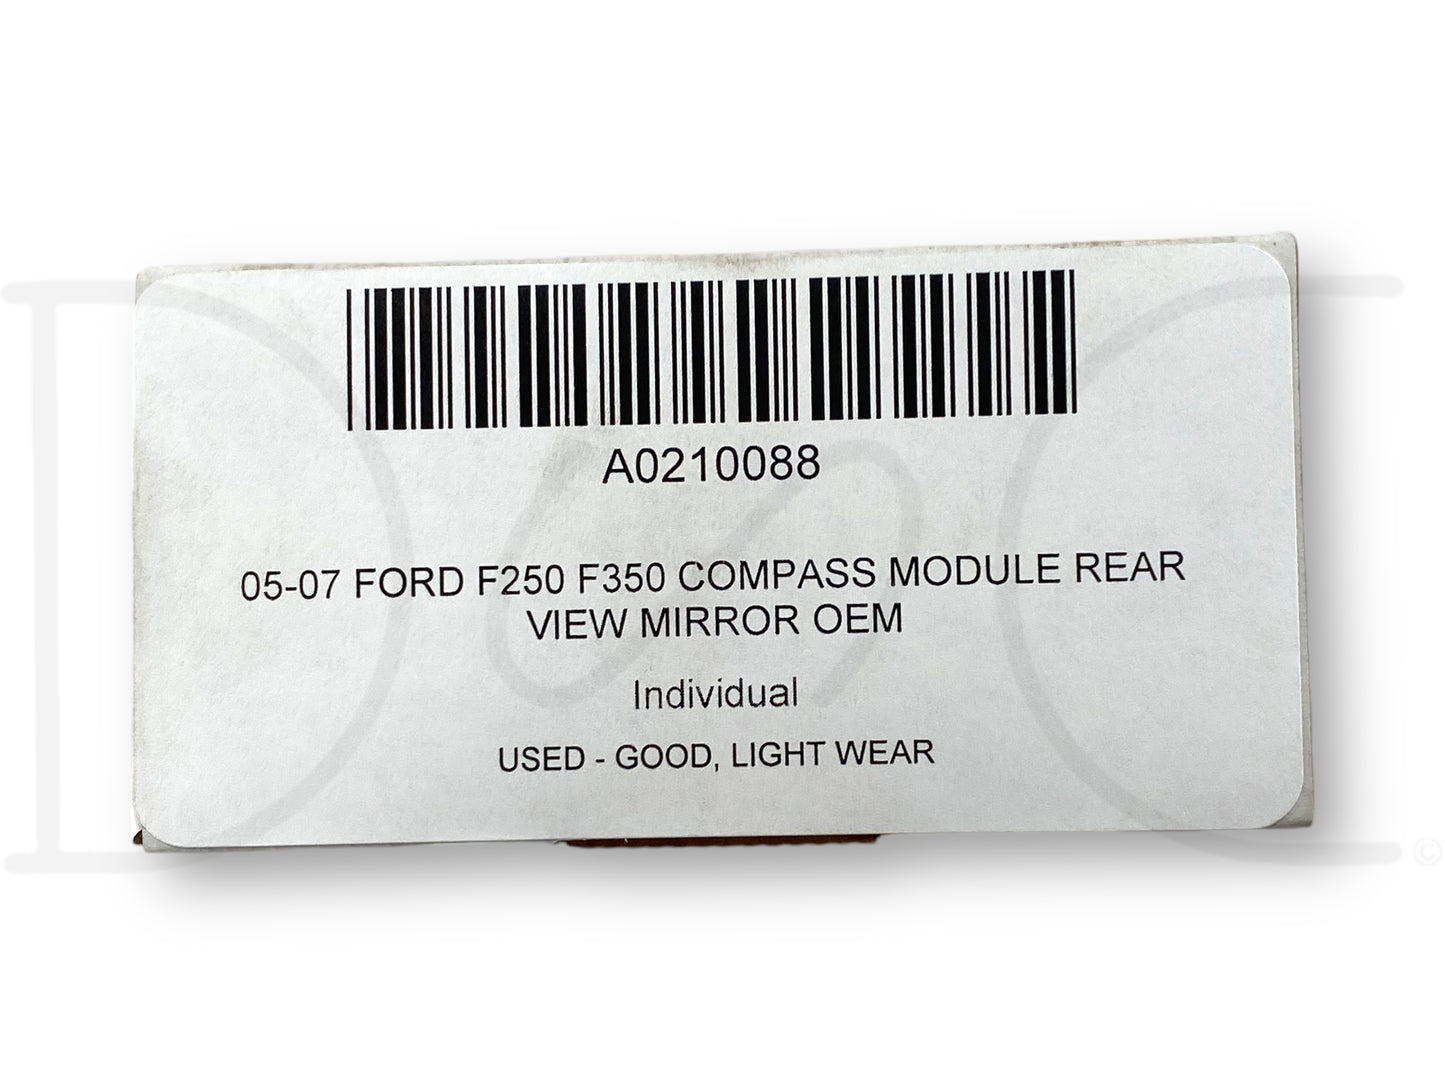 A0210088
05-07 FORD F250 F350 COMPASS MODULE REAR
VIEW MIRROR OEM
Individual
USED - GOOD, LIGHT WEAR
©